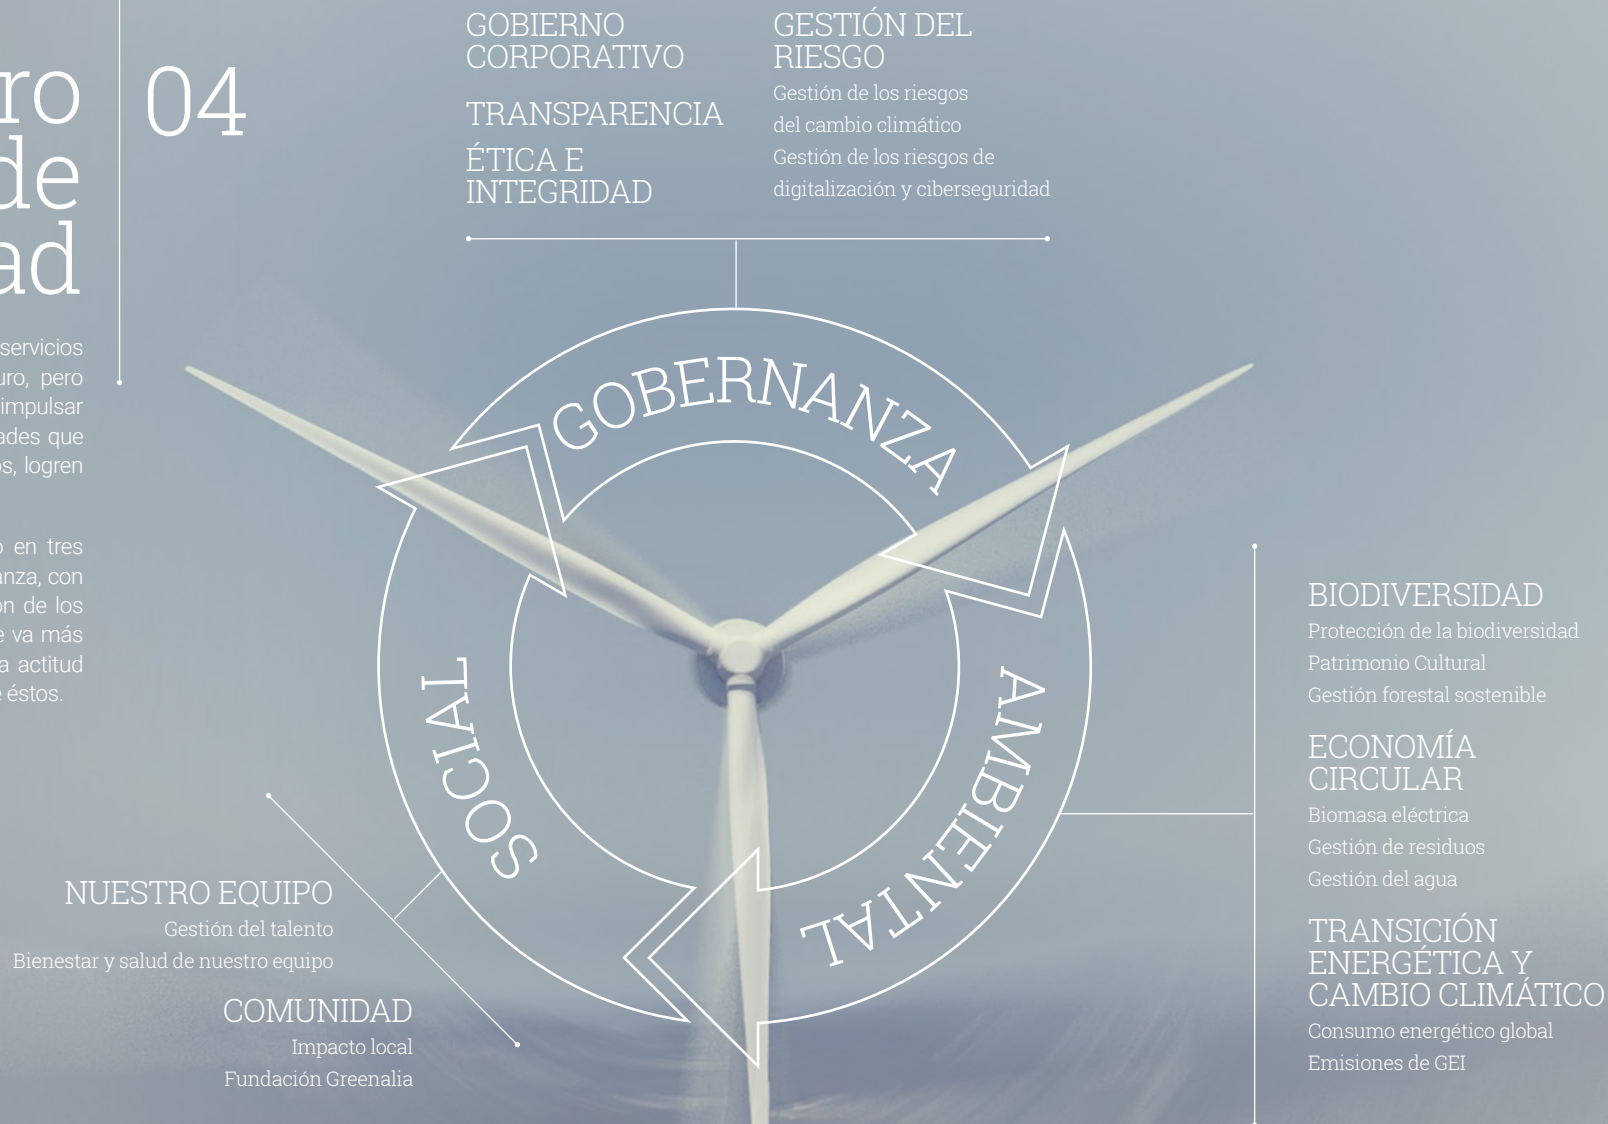 ro
de
ad
servicios
uro, pero
impulsar
ades que
os, logren
o en tres
anza, con
ón de los
e va más
a actitud
e éstos.
04
GOBIERNO
CORPORATIVO
TRANSPARENCIA
ÉTICA E
INTEGRIDAD
GESTIÓN DEL
RIESGO
Gestión de los riesgos
del cambio climático
Gestión de los riesgos de
digitalización y ciberseguridad
GOBERNANZA
AMBIENTAL
SOCIAL
BIODIVERSIDAD
Protección de la biodiversidad
Patrimonio Cultural
Gestión forestal sostenible
ECONOMÍA
CIRCULAR
Biomasa eléctrica
Gestión de residuos
Gestión del agua
TRANSICIÓN
ENERGÉTICA Y
CAMBIO CLIMÁTICO
Consumo energético global
Emisiones de GEI
NUESTRO EQUIPO
Gestión del talento
Bienestar y salud de nuestro equipo
COMUNIDAD
Impacto local
Fundación Greenalia